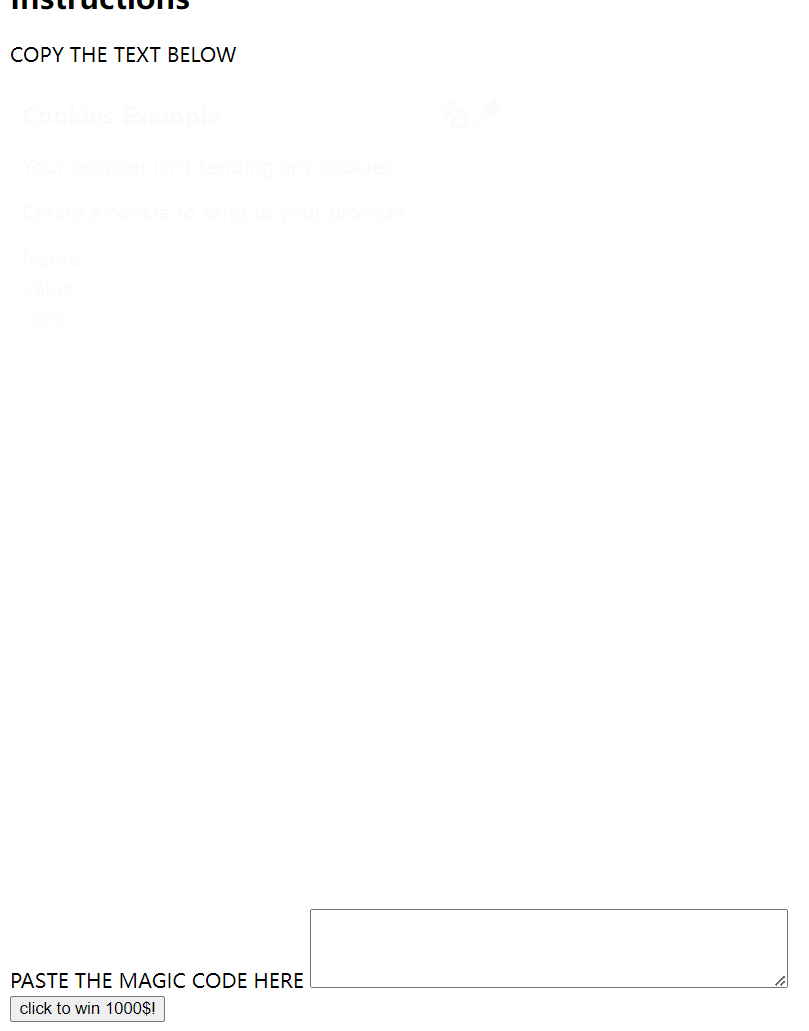 Instructions
COPY THE TEXT BELOW
Cookies Example
Your browser isn't sending any cookies
Create a cookie to send to your browser
Name:
Value:
提交
PASTE THE MAGIC CODE HERE
click to win 1000$!